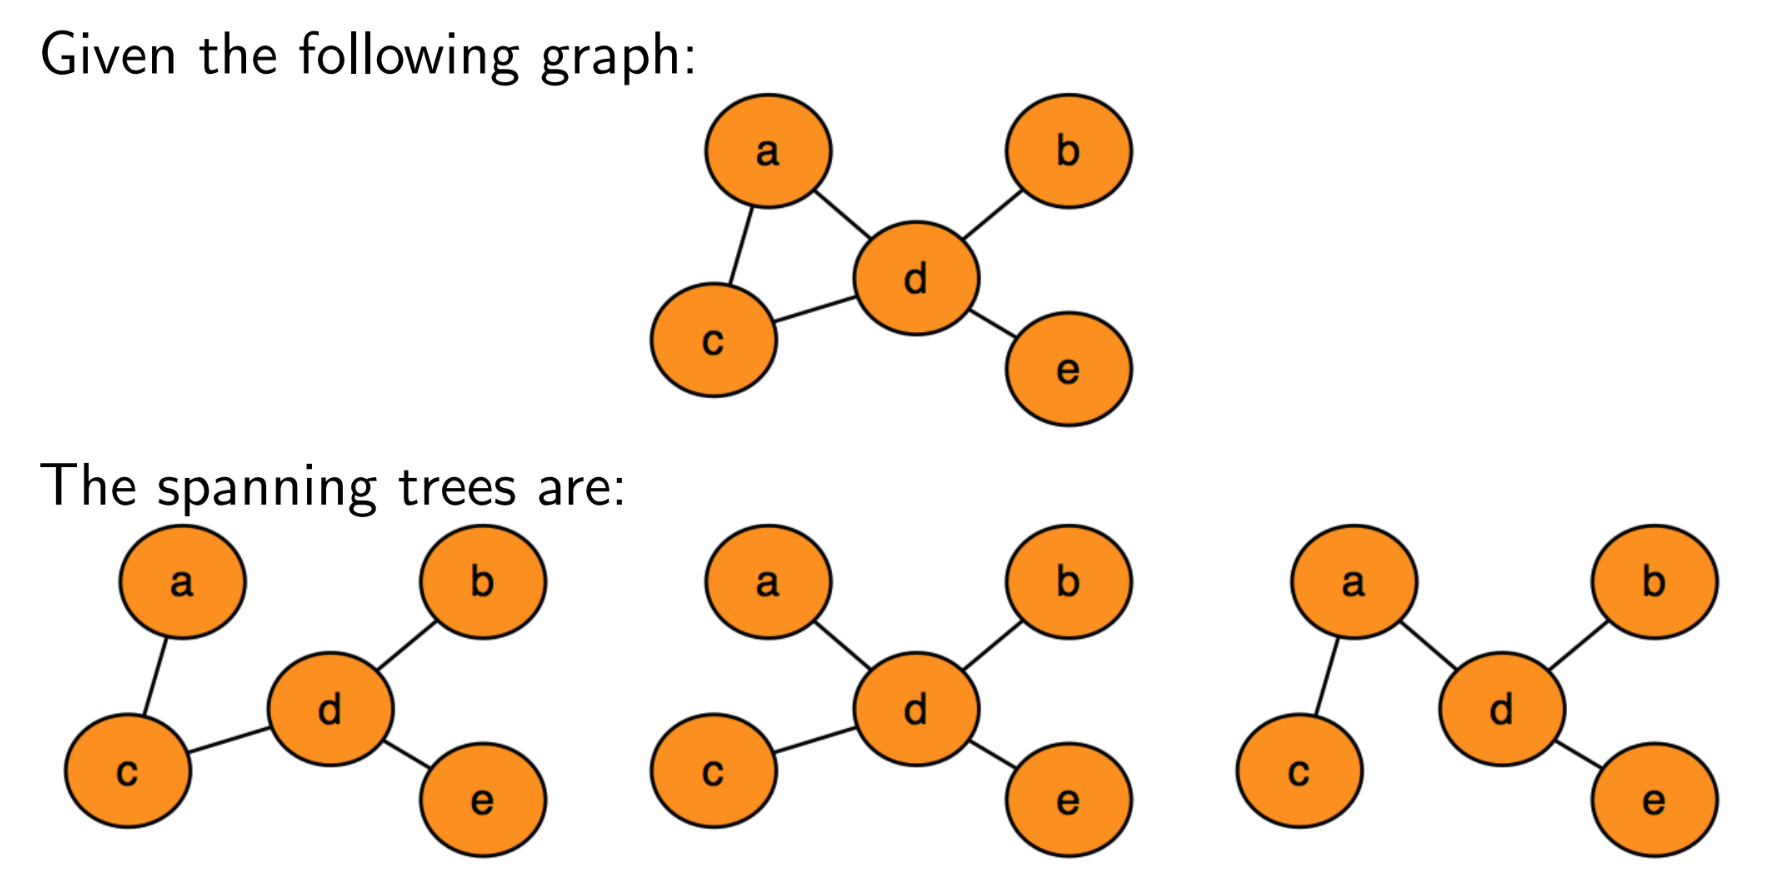 Given the following graph:
a b
d
c
e
The spanning trees are:
a b a b a b
d d d
c c c
e e e